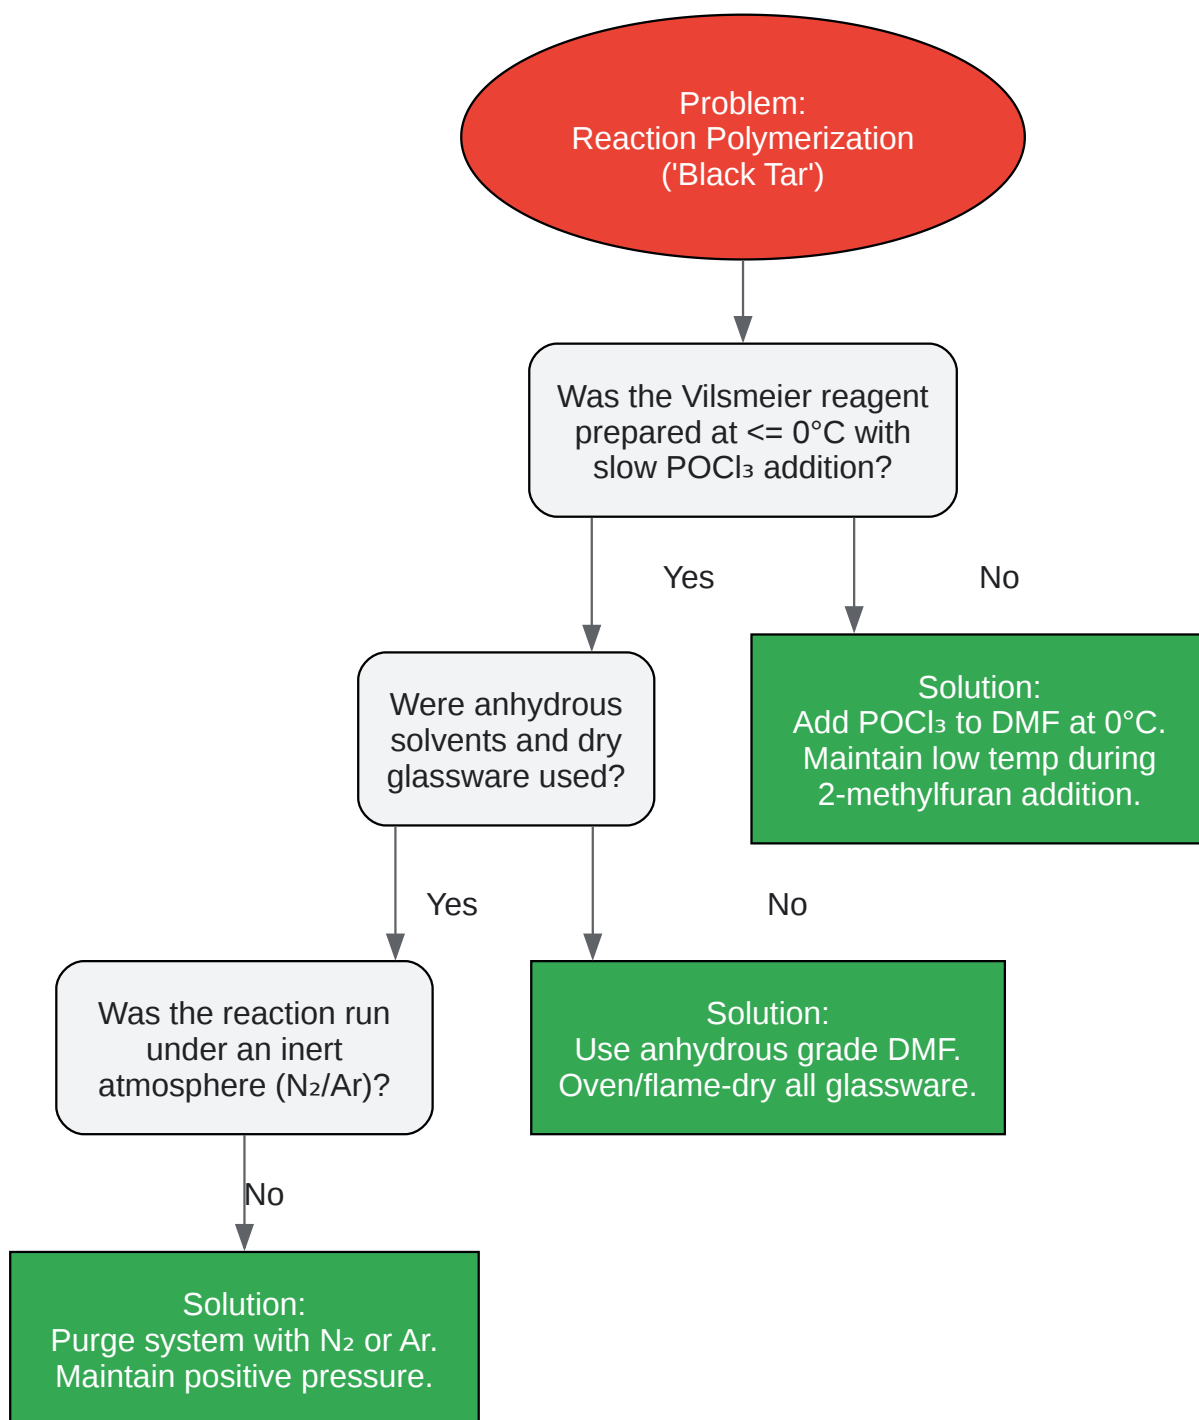 Problem:
Reaction Polymerization
('Black Tar')
Was the Vilsmeier reagent
prepared at <= 0°C with
slow POCl₃ addition?
Yes
No
Solution:
Add POCl₃ to DMF at 0°C.
Maintain low temp during
2-methylfuran addition.
Were anhydrous
solvents and dry
glassware used?
Yes
No
Solution:
Use anhydrous grade DMF.
Oven/flame-dry all glassware.
Was the reaction run
under an inert
atmosphere (N₂/Ar)?
No
Solution:
Purge system with N₂ or Ar.
Maintain positive pressure.